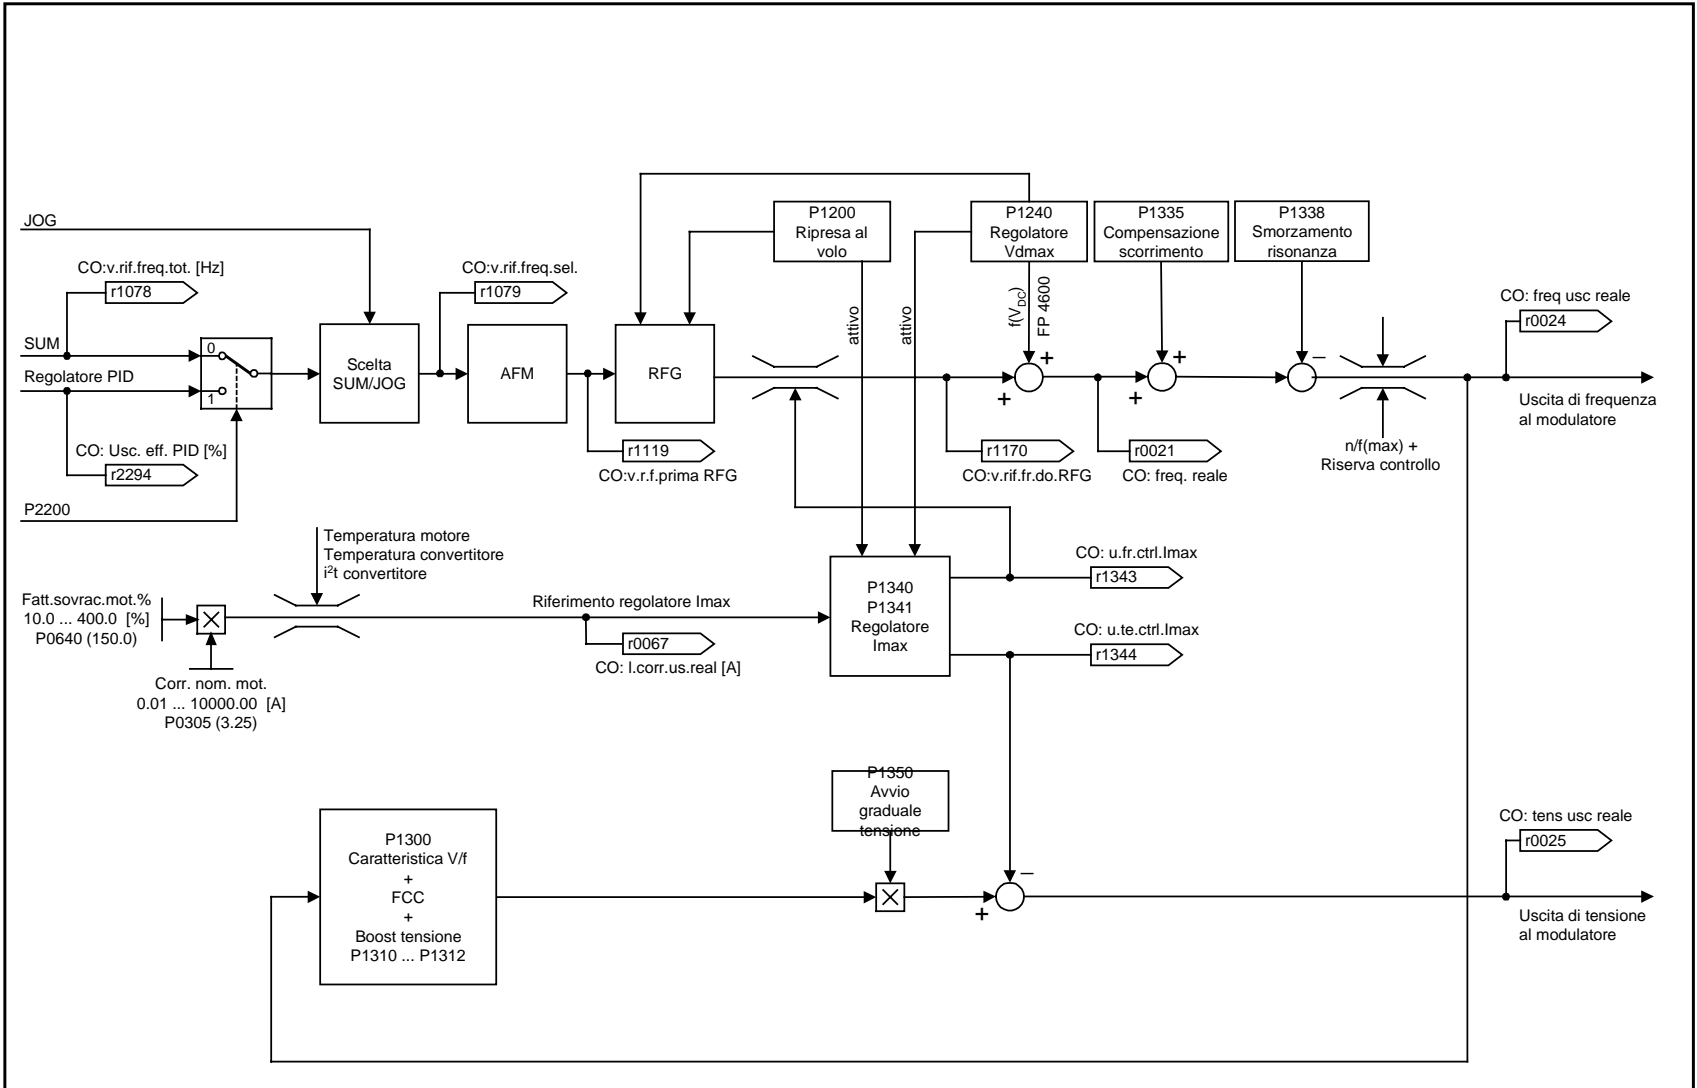 P1200
Ripresa al
volo
P1240
Regolatore
Vdmax
P1335
Compensazione
scorrimento
P1338
Smorzamento
risonanza
JOG
CO:v.rif.freq.tot. [Hz]
r1078
CO:v.rif.freq.sel.
r1079
attivo
attivo
f(VDC)
FP 4600
CO: freq usc reale
r0024
SUM
0
Regolatore PID
1
Scelta
SUM/JOG
AFM
RFG
+
+
+
+
–
Uscita di frequenza
al modulatore
CO: Usc. eff. PID [%]
r2294
r1119
CO:v.r.f.prima RFG
r1170
CO:v.rif.fr.do.RFG
r0021
CO: freq. reale
n/f(max) +
Riserva controllo
P2200
Temperatura motore
Temperatura convertitore
i²t convertitore
CO: u.fr.ctrl.Imax
r1343
Fatt.sovrac.mot.%
10.0 ... 400.0 [%]
P0640 (150.0)
Riferimento regolatore Imax
r0067
CO: l.corr.us.real [A]
P1340
P1341
Regolatore
Imax
CO: u.te.ctrl.Imax
r1344
Corr. nom. mot.
0.01 ... 10000.00 [A]
P0305 (3.25)
P1350
Avvio
graduale
tensione
CO: tens usc reale
r0025
P1300
Caratteristica V/f
+
FCC
+
Boost tensione
P1310 ... P1312
–
+
Uscita di tensione
al modulatore